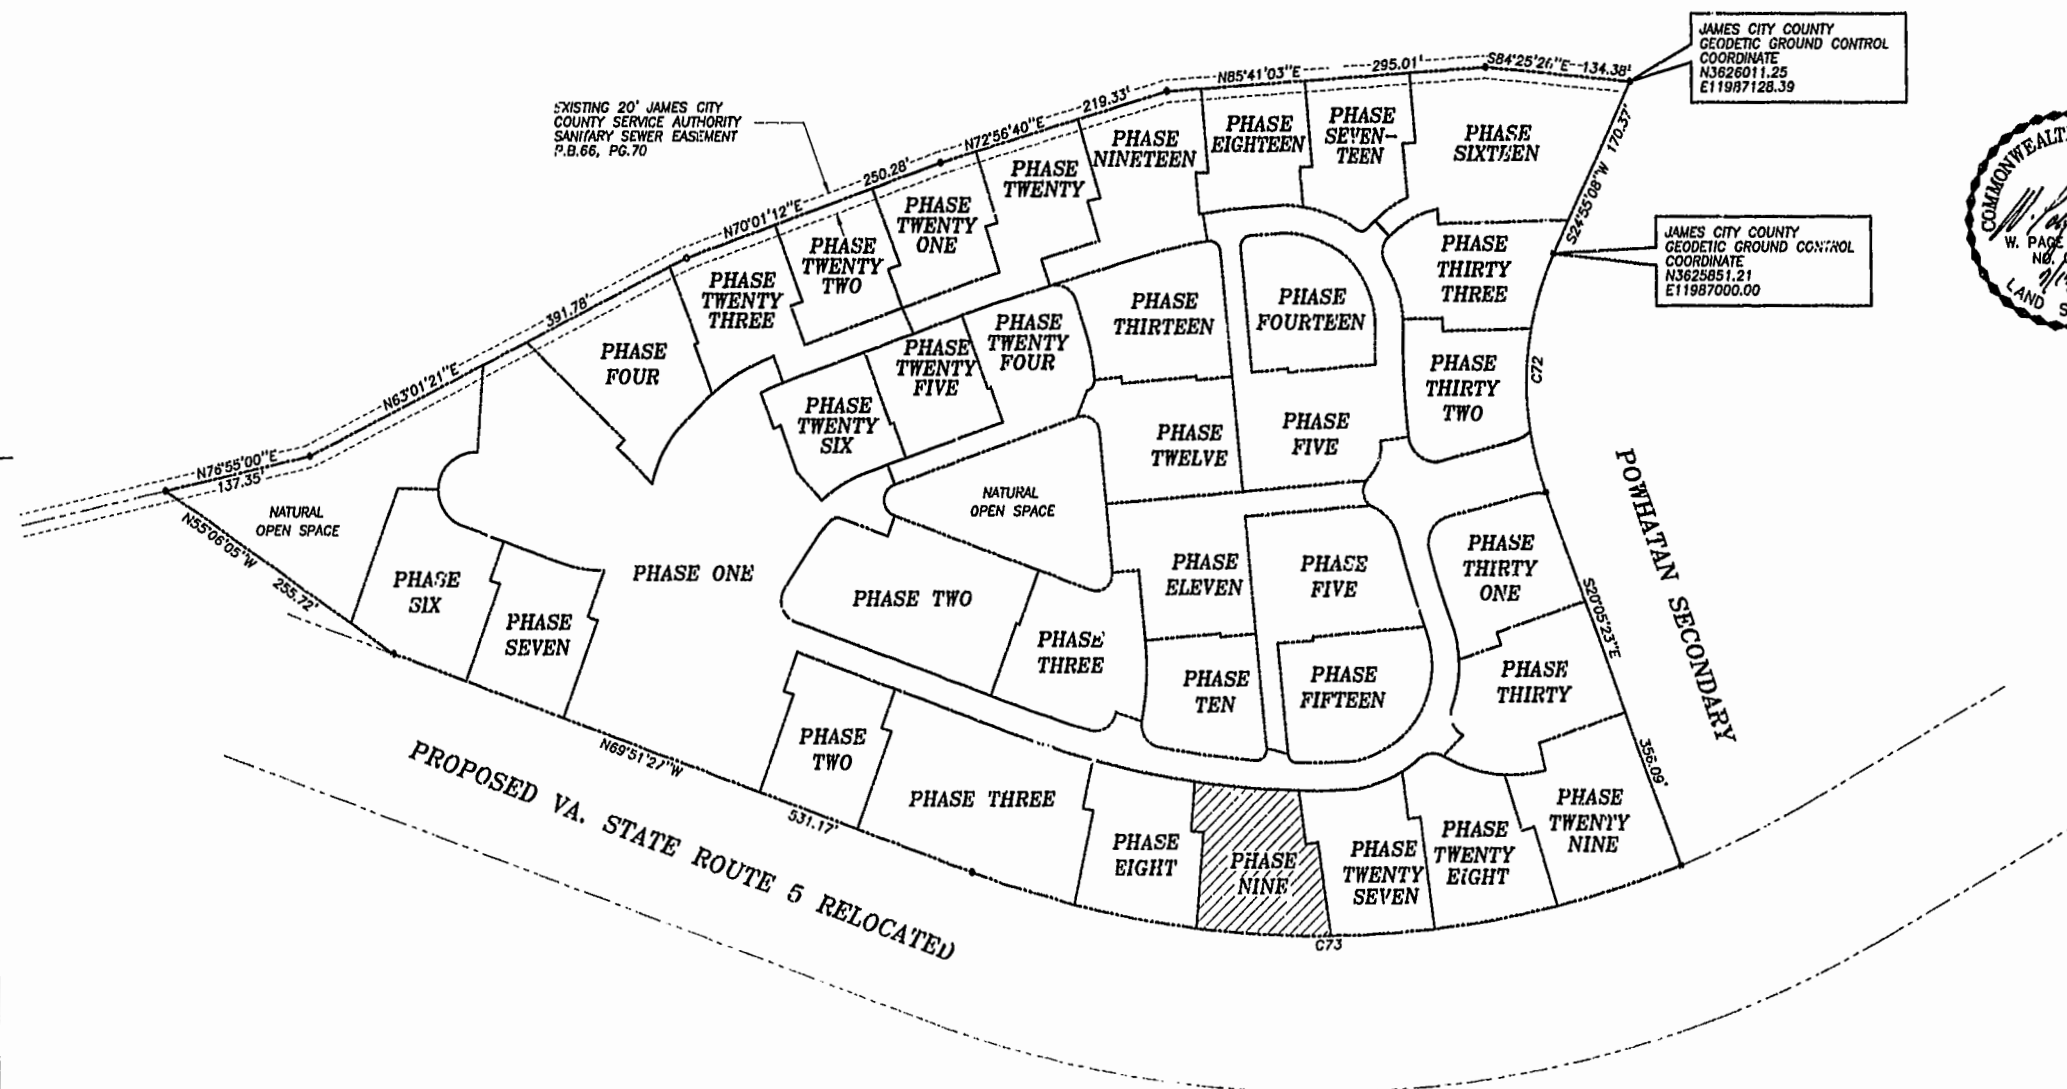 JAMES CITY COUNTY
GEODETIC GROUND CONTROL
COORDINATE
N3626011.25
E11987128.39
EXISTING 20' JAMES CITY
COUNTY SERVICE AUTHORITY
SANITARY SEWER EASEMENT
P.B.66, PG.70
N85°41'03"E
295.01'
S84°25'26"E
134.38'
S24°55'08"W 170.37'
219.33'
N72°56'40"E
250.28'
N70°01'12"E
391.78'
N63°01'21"E
N76°55'00"E
137.35'
N55°06'05"W
255.72'
JAMES CITY COUNTY
GEODETIC GROUND CONTROL
COORDINATE
N3625851.21
E11987000.00
COMMONWEALTH
W. PAGE
NO.
LAND
PHASE
NINETEEN
PHASE
EIGHTEEN
PHASE
SEVEN-
TEEN
PHASE
SIXTEEN
PHASE
TWENTY
PHASE
TWENTY
ONE
PHASE
TWENTY
TWO
PHASE
TWENTY
THREE
PHASE
FOUR
PHASE
THIRTY
THREE
PHASE
THIRTEEN
PHASE
FOURTEEN
PHASE
TWENTY
FOUR
PHASE
TWENTY
FIVE
PHASE
TWENTY
SIX
PHASE
THIRTY
TWO
C72
PHASE
TWELVE
PHASE
FIVE
NATURAL
OPEN SPACE
NATURAL
OPEN SPACE
PHASE
SIX
PHASE
SEVEN
PHASE ONE
PHASE TWO
PHASE
THREE
PHASE
ELEVEN
PHASE
FIVE
PHASE
THIRTY
ONE
S20°05'23"E
356.09'
POWHATAN SECONDARY
PHASE
TEN
PHASE
FIFTEEN
PHASE
THIRTY
PHASE
TWO
PHASE THREE
PHASE
EIGHT
PHASE
NINE
PHASE
TWENTY
SEVEN
PHASE
TWENTY
EIGHT
PHASE
TWENTY
NINE
N69°51'27"W
531.17'
C73
PROPOSED VA. STATE ROUTE 5 RELOCATED